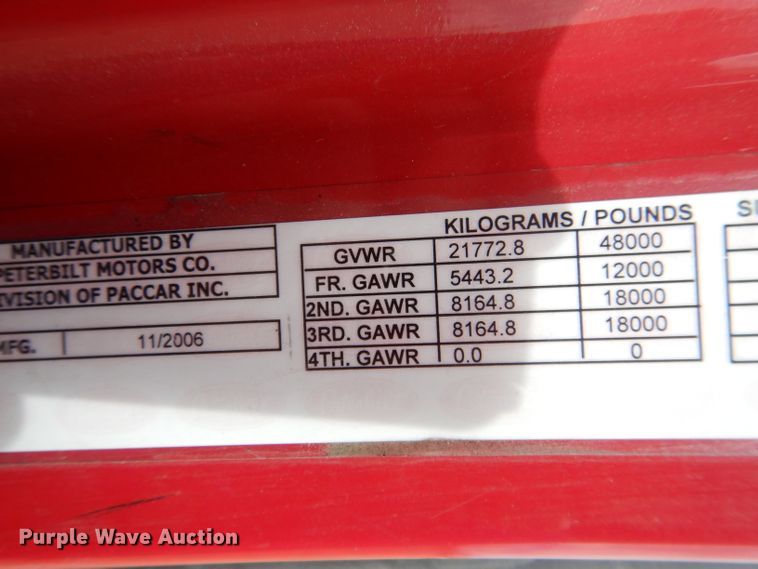 MANUFACTURED BY
PETERBILT MOTORS CO.
DIVISION OF PACCAR INC.
MFG. 11/2006
KILOGRAMS / POUNDS
GVWR 21772.8 48000
FR. GAWR 5443.2 12000
2ND. GAWR 8164.8 18000
3RD. GAWR 8164.8 18000
4TH. GAWR 0.0 0
Purple Wave Auction®